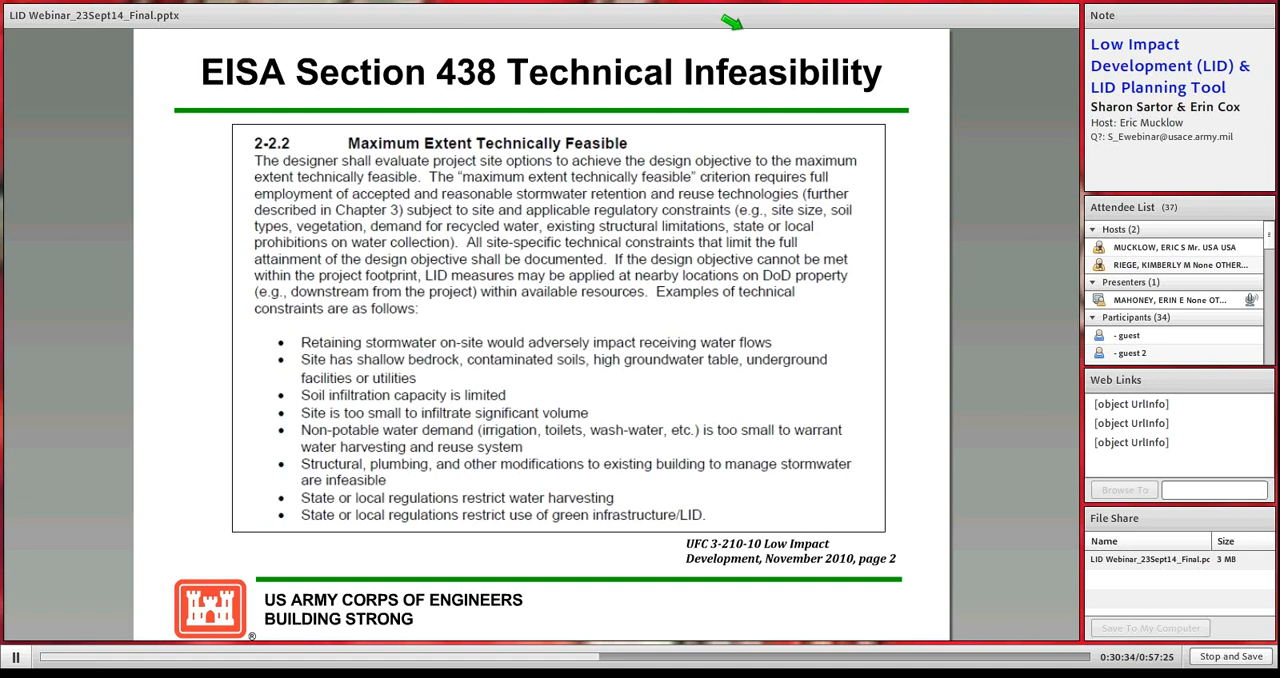 LID Webinar_23Sept14_Final.pptx
EISA Section 438 Technical Infeasibility
2-2.2 Maximum Extent Technically Feasible
The designer shall evaluate project site options to achieve the design objective to the maximum
extent technically feasible. The “maximum extent technically feasible” criterion requires full
employment of accepted and reasonable stormwater retention and reuse technologies (further
described in Chapter 3) subject to site and applicable regulatory constraints (e.g., site size, soil
types, vegetation, demand for recycled water, existing structural limitations, state or local
prohibitions on water collection). All site-specific technical constraints that limit the full
attainment of the design objective shall be documented. If the design objective cannot be met
within the project footprint, LID measures may be applied at nearby locations on DoD property
(e.g., downstream from the project) within available resources. Examples of technical
constraints are as follows:
• Retaining stormwater on-site would adversely impact receiving water flows
• Site has shallow bedrock, contaminated soils, high groundwater table, underground
facilities or utilities
• Soil infiltration capacity is limited
• Site is too small to infiltrate significant volume
• Non-potable water demand (irrigation, toilets, wash-water, etc.) is too small to warrant
water harvesting and reuse system
• Structural, plumbing, and other modifications to existing building to manage stormwater
are infeasible
• State or local regulations restrict water harvesting
• State or local regulations restrict use of green infrastructure/LID.
UFC 3-210-10 Low Impact
Development, November 2010, page 2
US ARMY CORPS OF ENGINEERS
BUILDING STRONG
®
Note
Low Impact
Development (LID) &
LID Planning Tool
Sharon Sartor & Erin Cox
Host: Eric Mucklow
Q?: S_Ewebinar@usace.army.mil
Attendee List (37)
Hosts (2)
MUCKLOW, ERIC S Mr. USA USA
RIEGE, KIMBERLY M None OTHER...
Presenters (1)
MAHONEY, ERIN E None OT...
Participants (34)
- guest
- guest 2
Web Links
[object UrlInfo]
[object UrlInfo]
[object UrlInfo]
Browse To
File Share
Name Size
LID Webinar_23Sept14_Final.pc 3 MB
Save To My Computer
0:30:34/0:57:25
Stop and Save